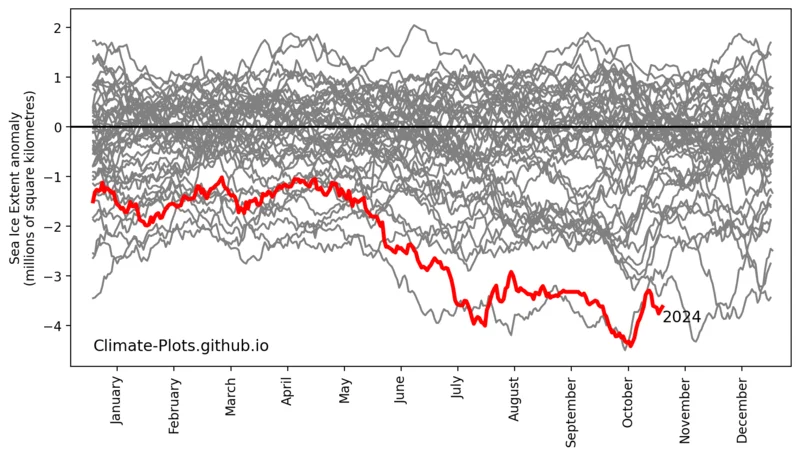 Sea Ice Extent anomaly
(millions of square kilometres)
2
1
0
−1
−2
−3
−4
2024
Climate-Plots.github.io
January
February
March
April
May
June
July
August
September
October
November
December